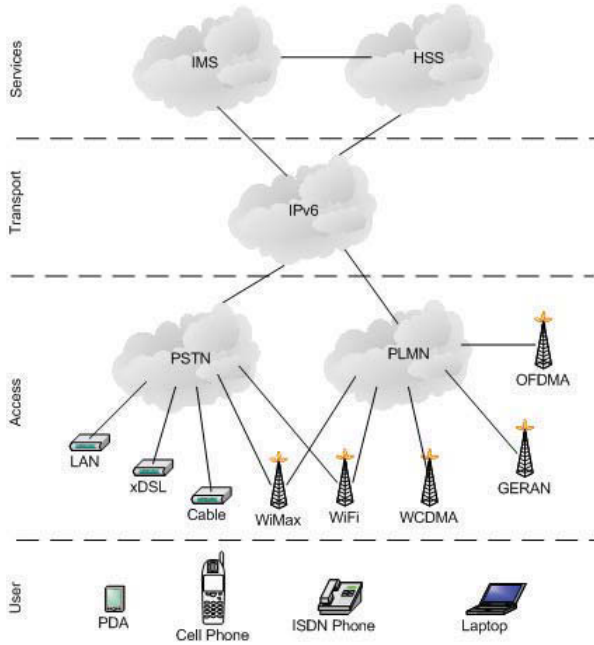 Services
IMS
HSS
Transport
IPv6
Access
PSTN
PLMN
OFDMA
LAN
xDSL
Cable
WiMax
WiFi
WCDMA
GERAN
User
PDA
Cell Phone
ISDN Phone
Laptop